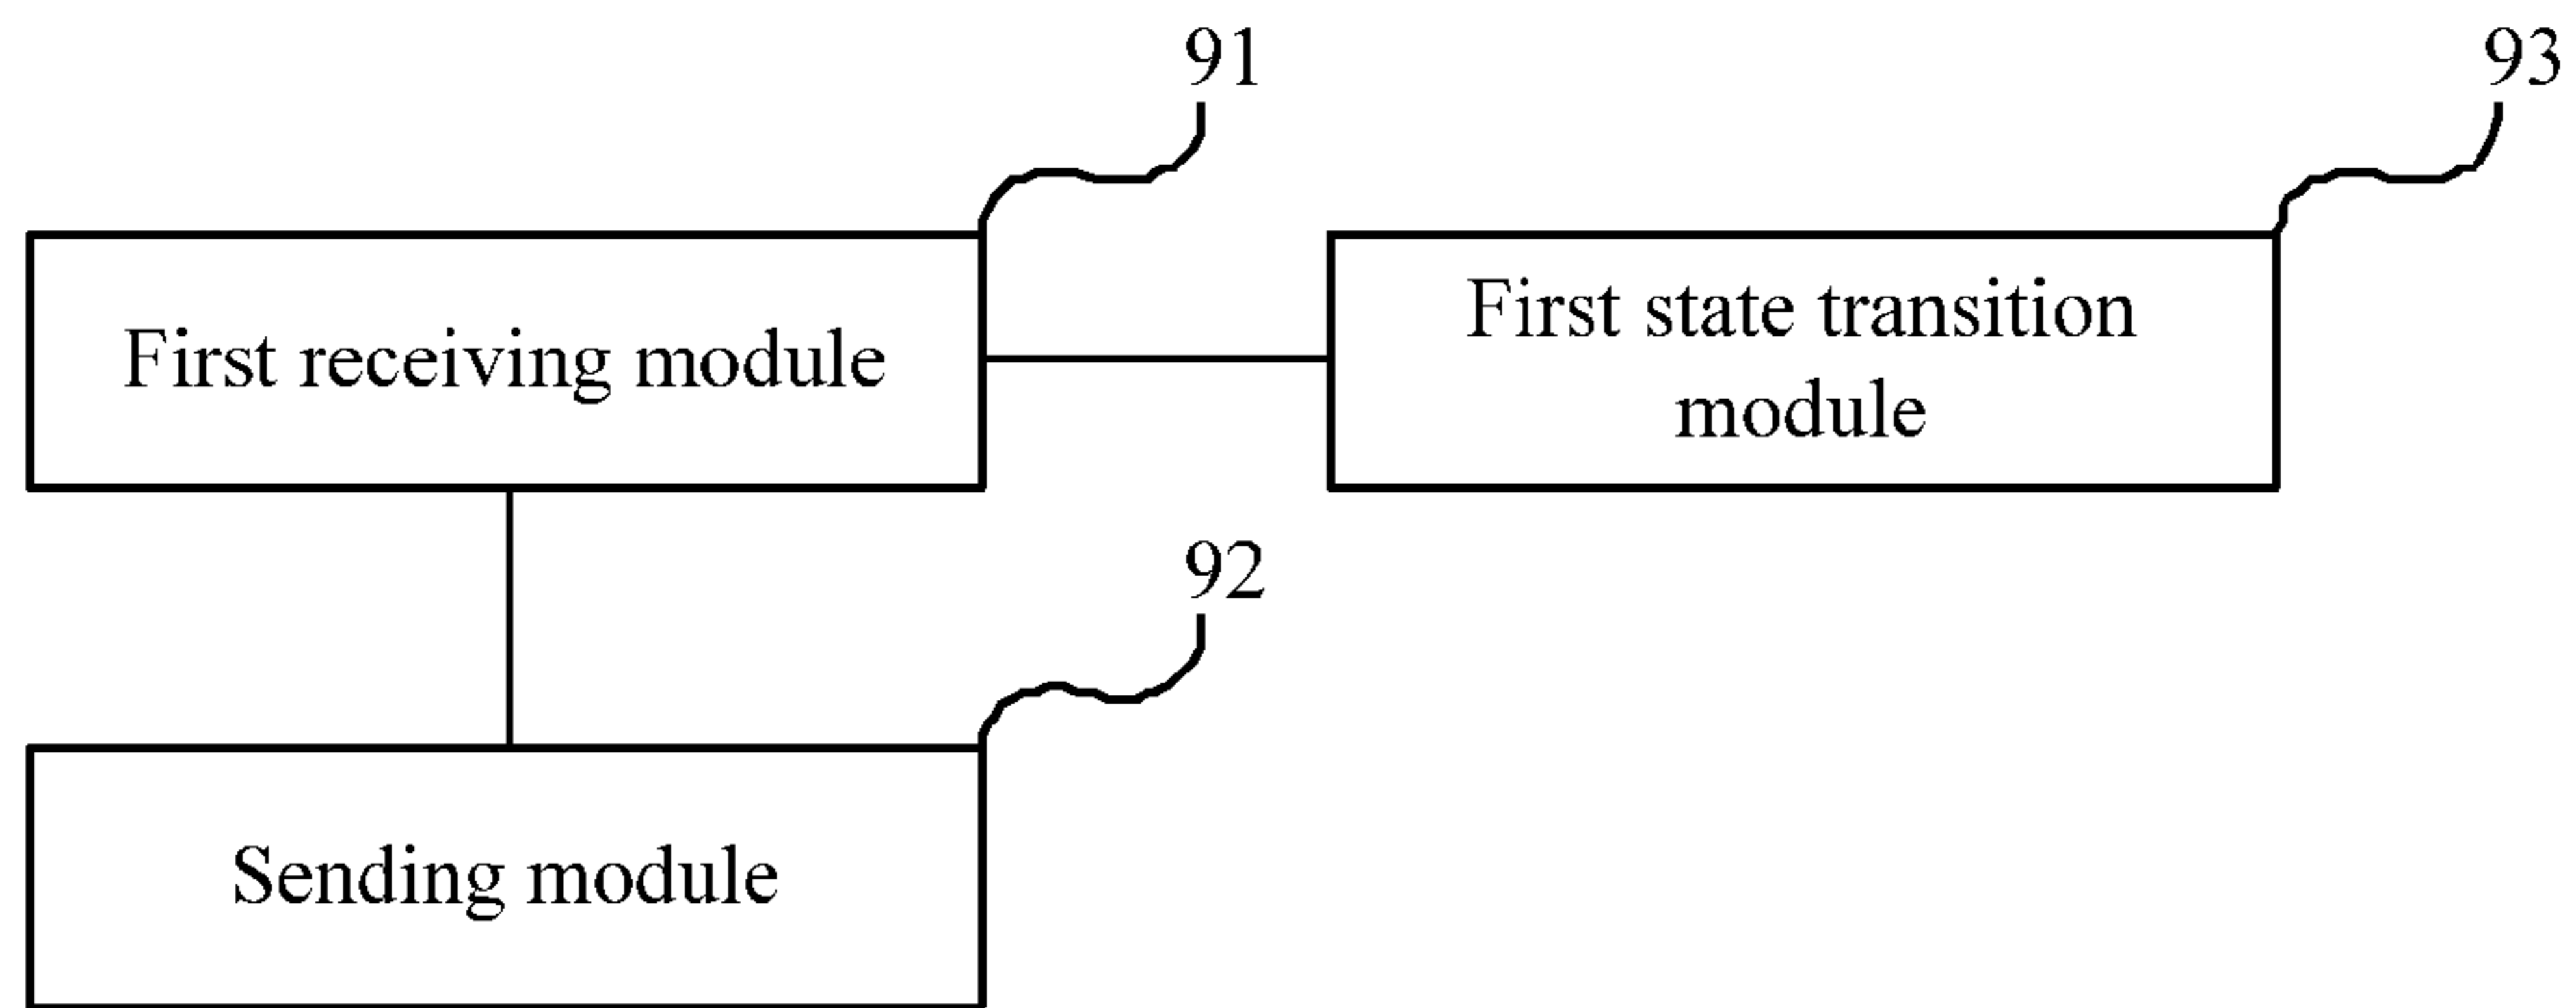 91
93
First receiving module
First state transition
module
92
Sending module